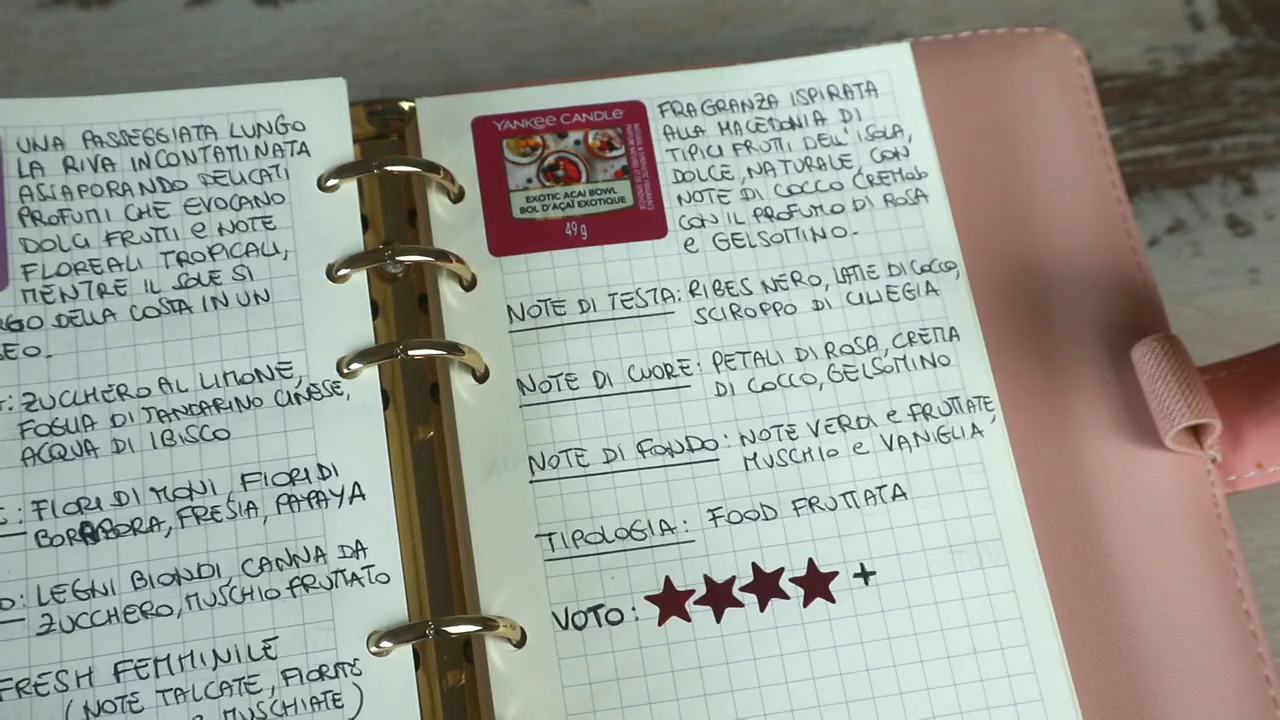 UNA PASSEGGIATA LUNGO
LA RIVA INCONTAMINATA
ASSAPORANDO DELICATI
PROFUMI CHE EVOCANO
DOLCI FRUTTI e NOTE
FLOREALI TROPICALI,
MENTRE IL SOLE SI
DELLA COSTA IN UN
ZUCCHERO AL LIMONE,
FOGLIA DI MANDARINO CINESE,
ACQUA DI IBISCO
FIORI DI MONI, FIORI DI
BORABORA, FRESIA, PAPAYA
LEGNI BIONDI, CANNA DA
ZUCCHERO, MUSCHIO FRUTTATO
FRESH FEMMINILE
(NOTE TALCATE, FIORITE
MUSCHIATE)
YANKEE CANDLE
EXOTIC ACAI BOWL
BOL D'AÇAÍ EXOTIQUE
49 g
FRAGRANZA ISPIRATA
ALLA MACEDONIA DI
TIPICI FRUTTI DELL'ISOLA,
DOLCE, NATURALE, CON
NOTE DI COCCO CREMOSO
CON IL PROFUMO DI ROSA
e GELSOMINO.
NOTE DI TESTA: RIBES NERO, LATTE DI COCCO,
SCIROPPO DI CILIEGIA
NOTE DI CUORE: PETALI DI ROSA, CREMA
DI COCCO, GELSOMINO
NOTE DI FONDO: NOTE VERDI e FRUTTATE,
MUSCHIO e VANIGLIA
TIPOLOGIA: FOOD FRUTTATA
VOTO: ★★★★+